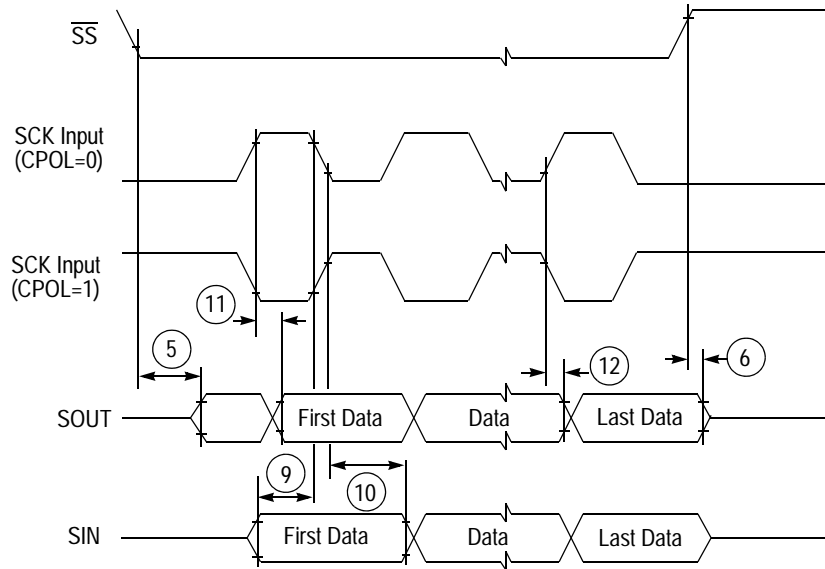 SS
SCK Input
(CPOL=0)
SCK Input
(CPOL=1)
11
5
12
6
SOUT
First Data
Data
Last Data
9
10
SIN
First Data
Data
Last Data